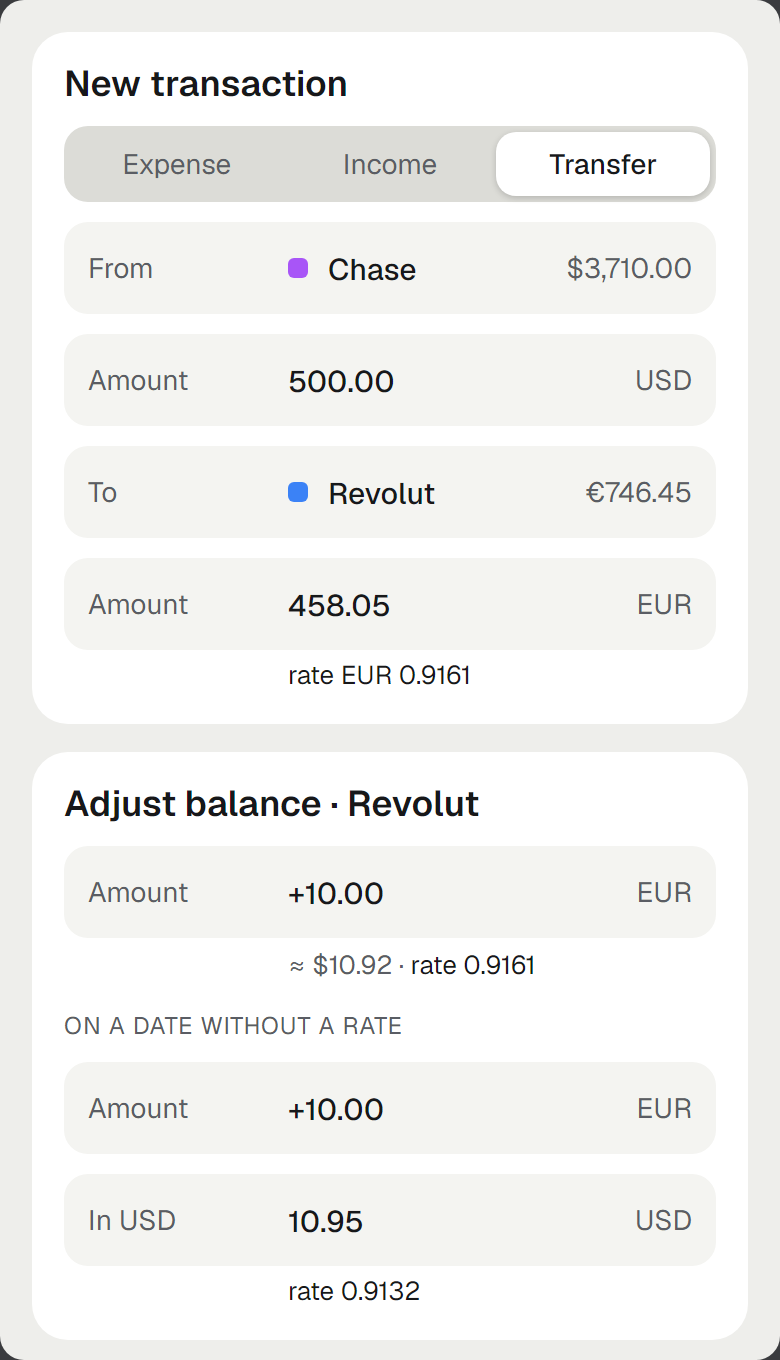 New transaction
Expense Income Transfer
From Chase $3,710.00
Amount 500.00 USD
To Revolut €746.45
Amount 458.05 EUR
rate EUR 0.9161
Adjust balance · Revolut
Amount +10.00 EUR
≈ $10.92 · rate 0.9161
ON A DATE WITHOUT A RATE
Amount +10.00 EUR
In USD 10.95 USD
rate 0.9132